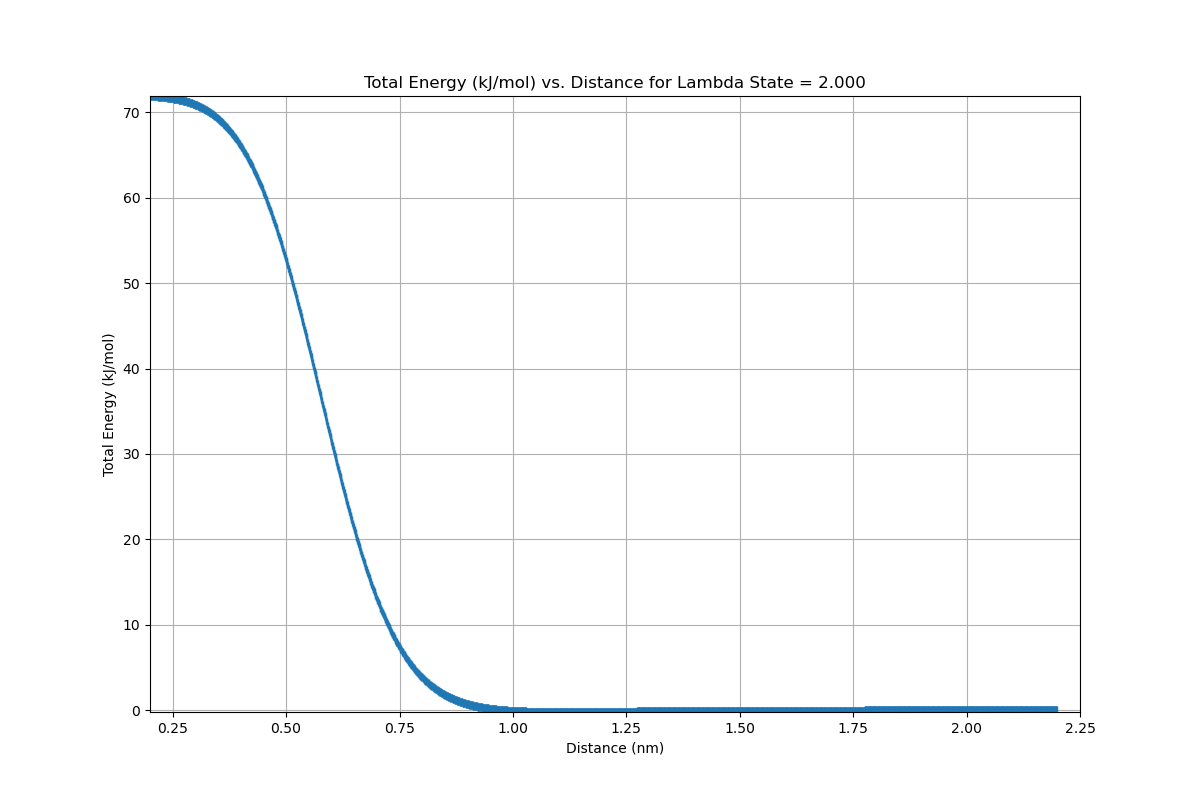 Total Energy (kJ/mol) vs. Distance for Lambda State = 2.000
70
60
50
40
30
20
10
0
Total Energy (kJ/mol)
0.25 0.50 0.75 1.00 1.25 1.50 1.75 2.00 2.25
Distance (nm)